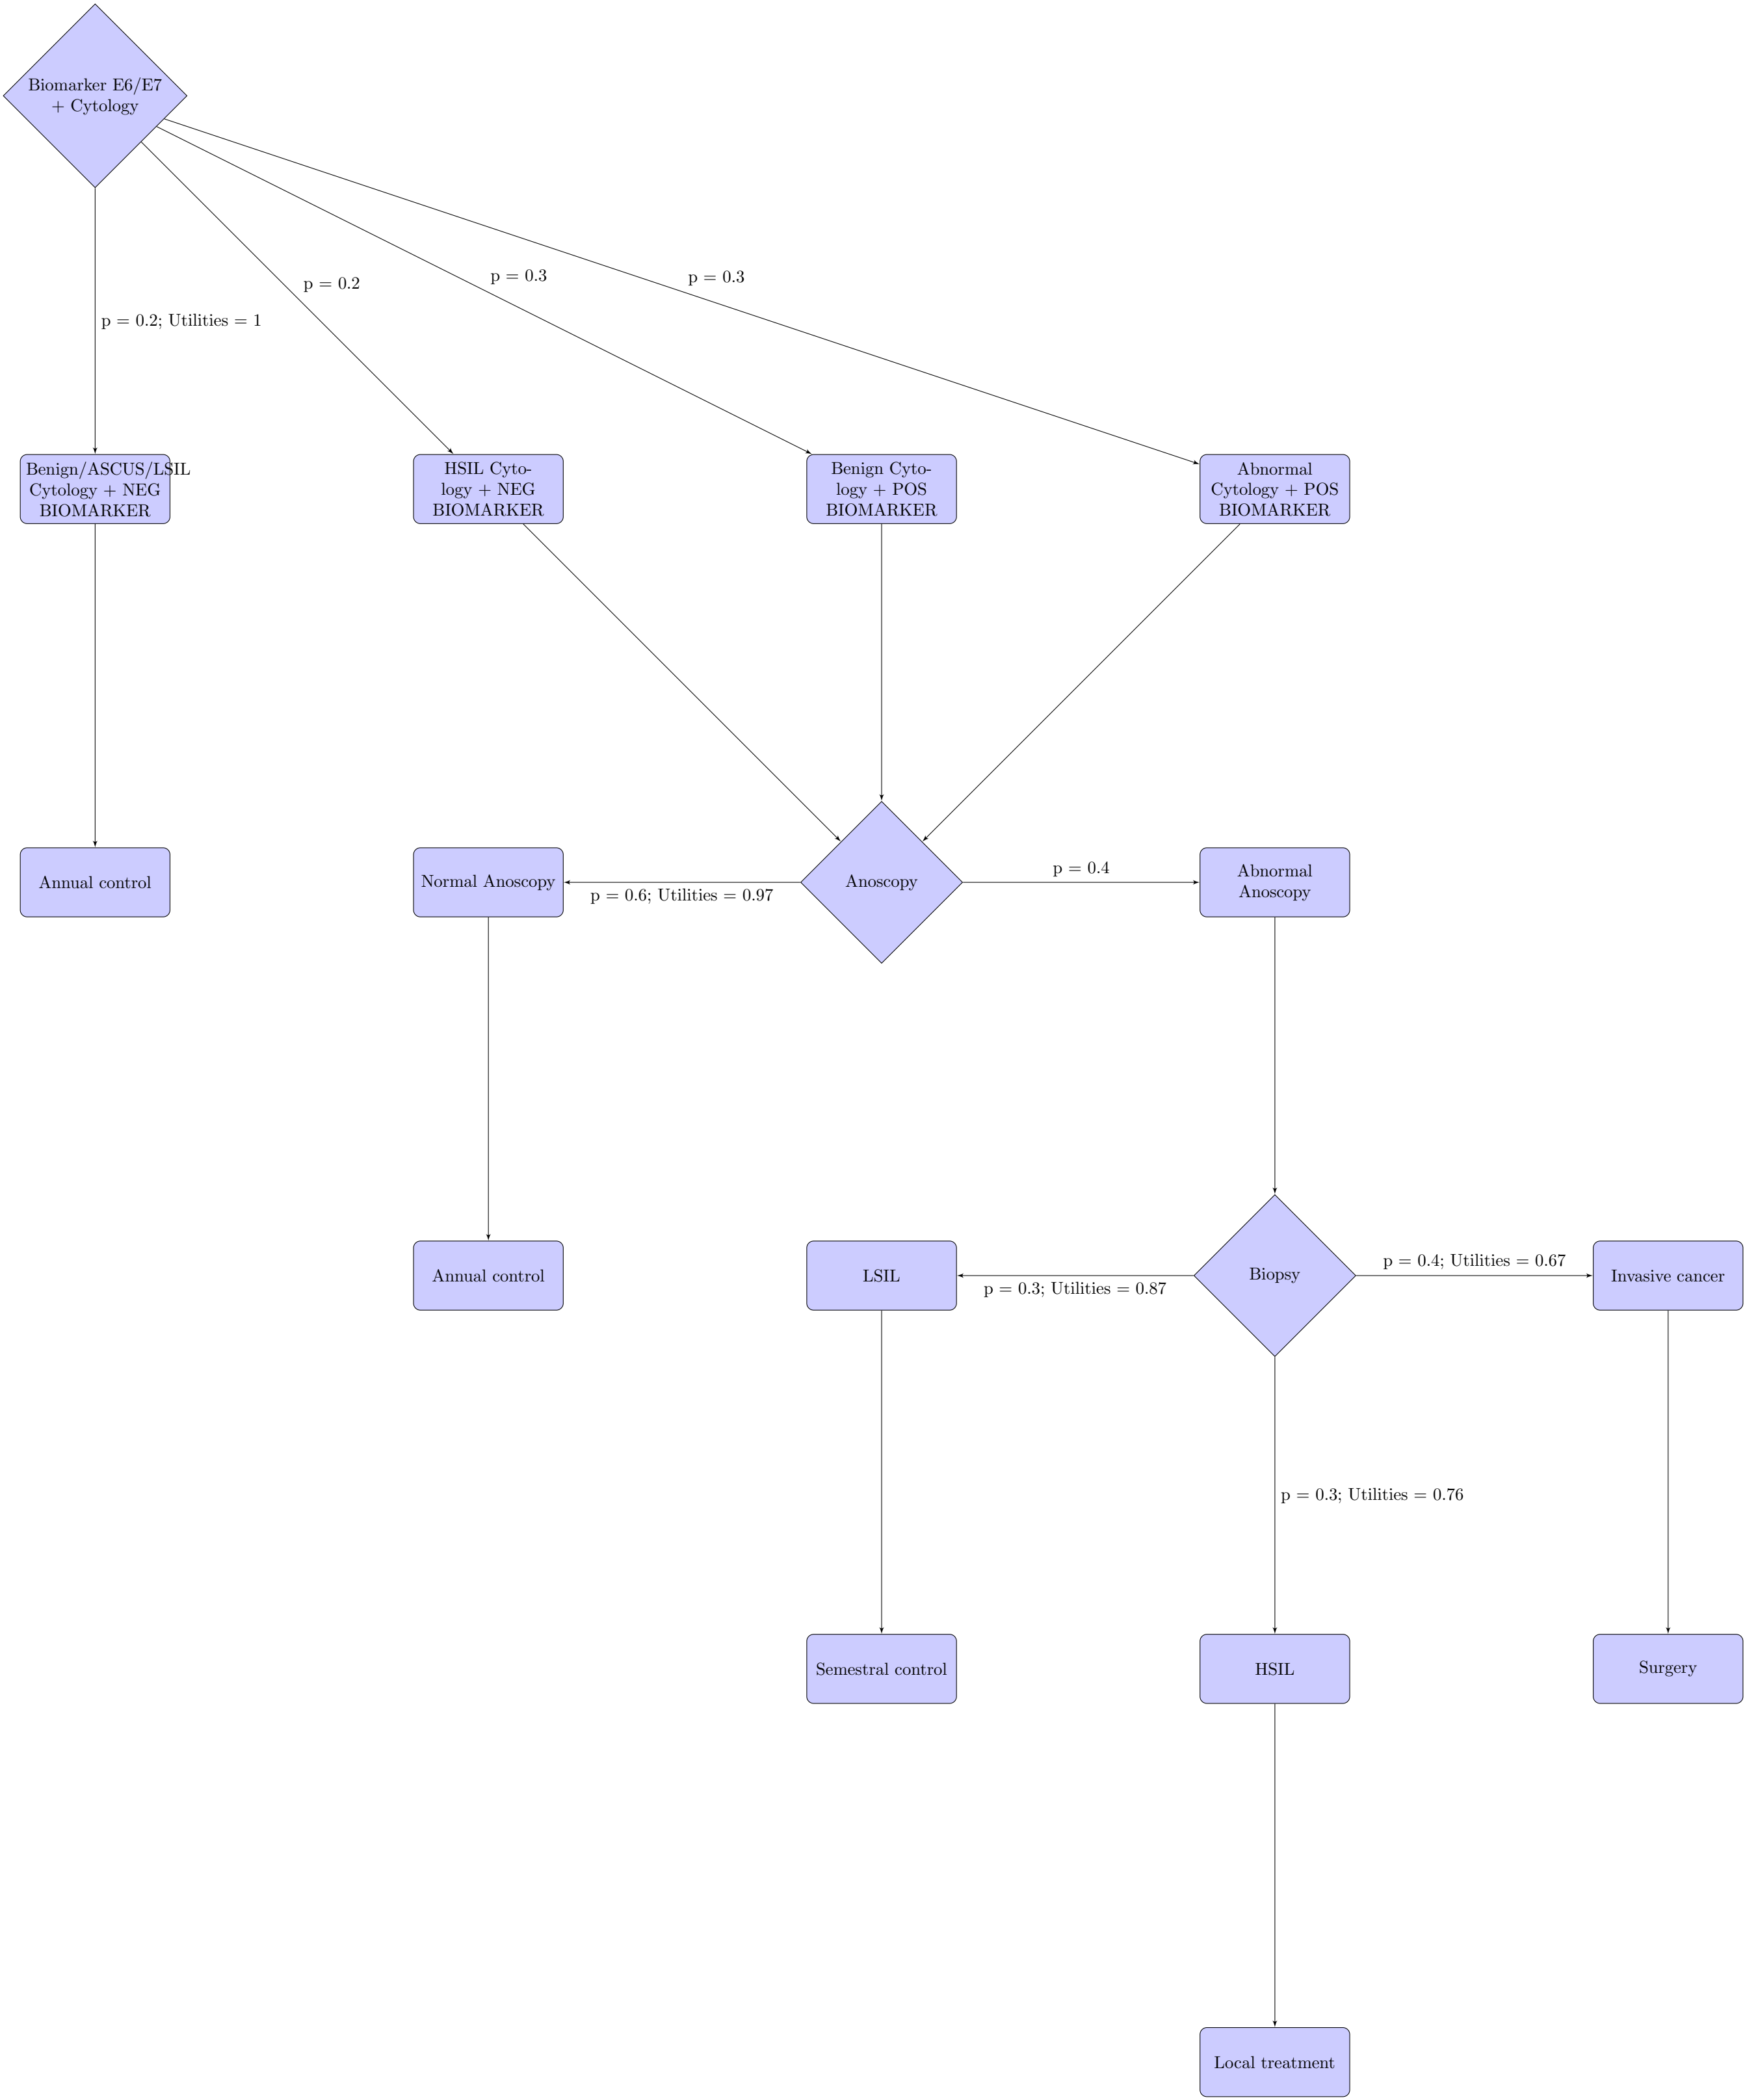 Biomarker E6/E7
+ Cytology
p = 0.3
p = 0.3
p = 0.2
p = 0.2; Utilities = 1
Benign/ASCUS/LSIL
Cytology + NEG
BIOMARKER
HSIL Cyto-
logy + NEG
BIOMARKER
Benign Cyto-
logy + POS
BIOMARKER
Abnormal
Cytology + POS
BIOMARKER
Annual control
Normal Anoscopy
p = 0.6; Utilities = 0.97
Anoscopy
p = 0.4
Abnormal
Anoscopy
Annual control
LSIL
p = 0.3; Utilities = 0.87
Biopsy
p = 0.4; Utilities = 0.67
Invasive cancer
p = 0.3; Utilities = 0.76
Semestral control
HSIL
Surgery
Local treatment